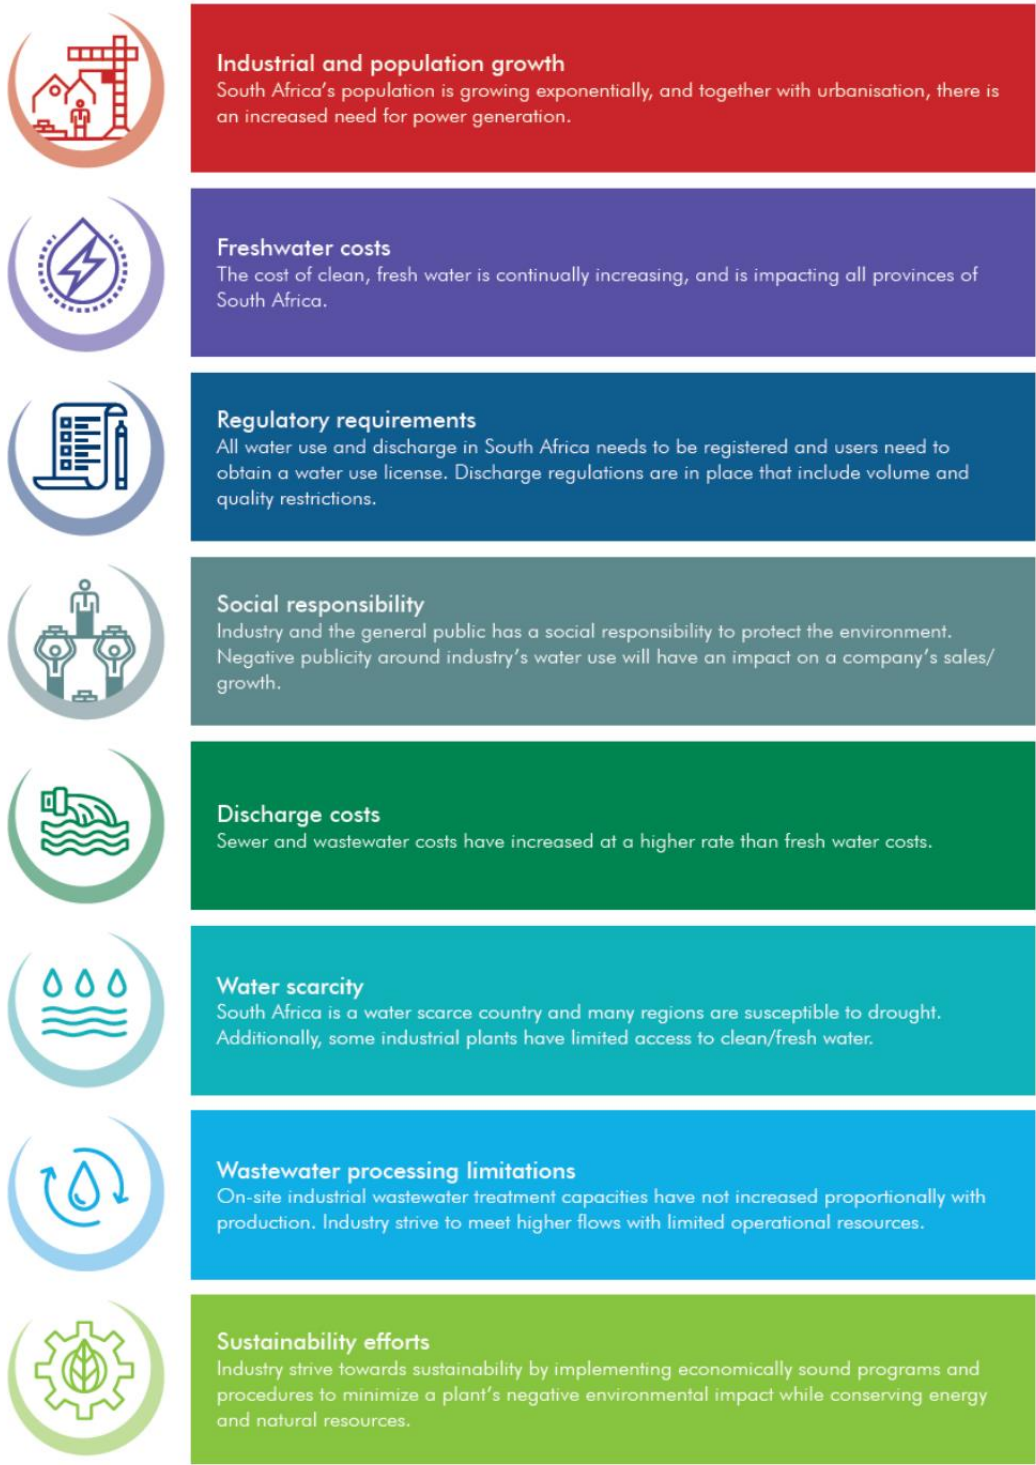 Industrial and population growth
South Africa's population is growing exponentially, and together with urbanisation, there is
an increased need for power generation.
Freshwater costs
The cost of clean, fresh water is continually increasing, and is impacting all provinces of
South Africa.
Regulatory requirements
All water use and discharge in South Africa needs to be registered and users need to
obtain a water use license. Discharge regulations are in place that include volume and
quality restrictions.
Social responsibility
Industry and the general public has a social responsibility to protect the environment.
Negative publicity around industry's water use will have an impact on a company's sales/
growth.
Discharge costs
Sewer and wastewater costs have increased at a higher rate than fresh water costs.
Water scarcity
South Africa is a water scarce country and many regions are susceptible to drought.
Additionally, some industrial plants have limited access to clean/fresh water.
Wastewater processing limitations
On-site industrial wastewater treatment capacities have not increased proportionally with
production. Industry strive to meet higher flows with limited operational resources.
Sustainability efforts
Industry strive towards sustainability by implementing economically sound programs and
procedures to minimize a plant's negative environmental impact while conserving energy
and natural resources.